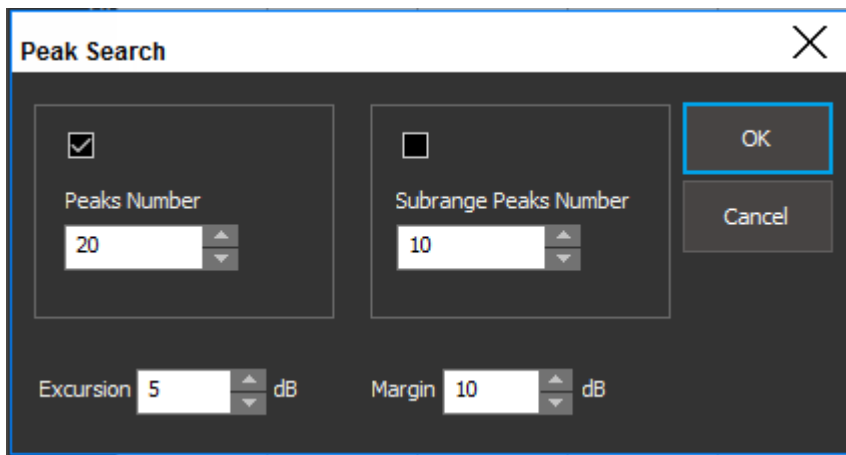 Peak Search
OK
Peaks Number
Subrange Peaks Number
20
10
Cancel
Excursion 5 dB
Margin 10 dB